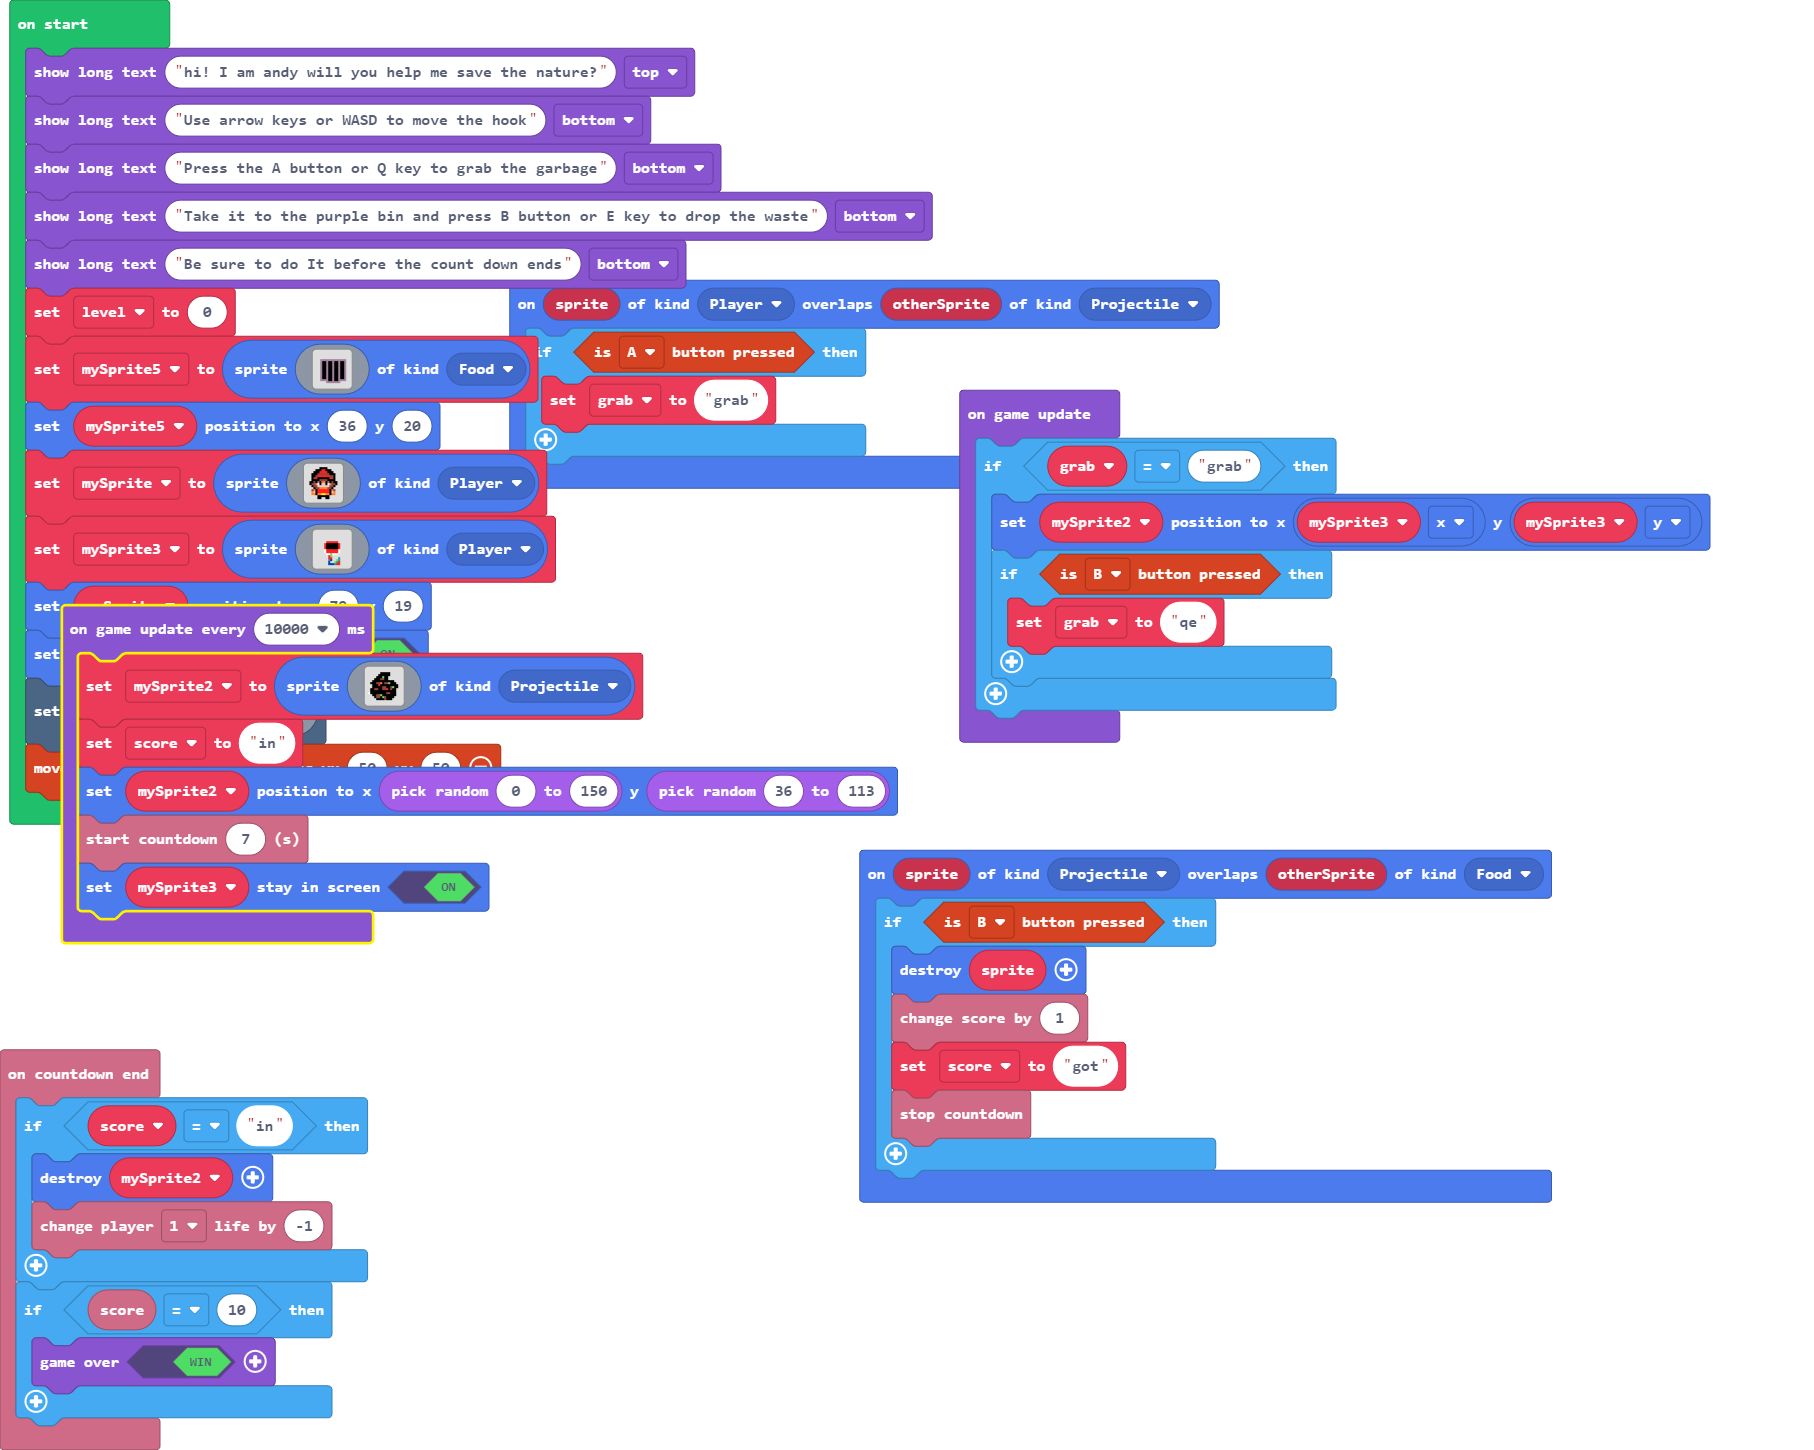 on start
show long text "hi! I am andy will you help me save the nature?" top
show long text "Use arrow keys or WASD to move the hook" bottom
show long text "Press the A button or Q key to grab the garbage" bottom
show long text "Take it to the purple bin and press B button or E key to drop the waste" bottom
show long text "Be sure to do It before the count down ends" bottom
set level to 0
set mySprite5 to sprite of kind Food
set mySprite5 position to x 36 y 20
set mySprite to sprite of kind Player
set mySprite3 to sprite of kind Player
set 19
set ON
set
mov
on game update every 10000 ms
set mySprite2 to sprite of kind Projectile
set score to "in"
set mySprite2 position to x pick random 0 to 150 y pick random 36 to 113
start countdown 7 (s)
set mySprite3 stay in screen ON
on sprite of kind Player overlaps otherSprite of kind Projectile
if is A button pressed then
set grab to "grab"
on game update
if grab = "grab" then
set mySprite2 position to x mySprite3 x y mySprite3 y
if is B button pressed then
set grab to "qe"
on sprite of kind Projectile overlaps otherSprite of kind Food
if is B button pressed then
destroy sprite
change score by 1
set score to "got"
stop countdown
on countdown end
if score = "in" then
destroy mySprite2
change player 1 life by -1
if score = 10 then
game over WIN